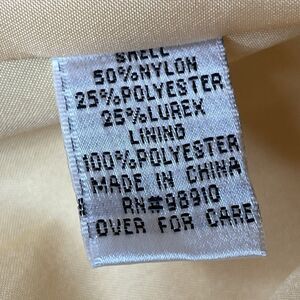 SHELL
50%NYLON
25%POLYESTER
25%LUREX
LINING
100%POLYESTER
MADE IN CHINA
RN#98910
OVER FOR CARE